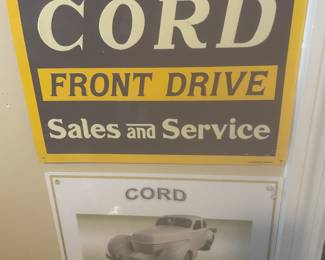 CORD
FRONT DRIVE
Sales and Service
CORD